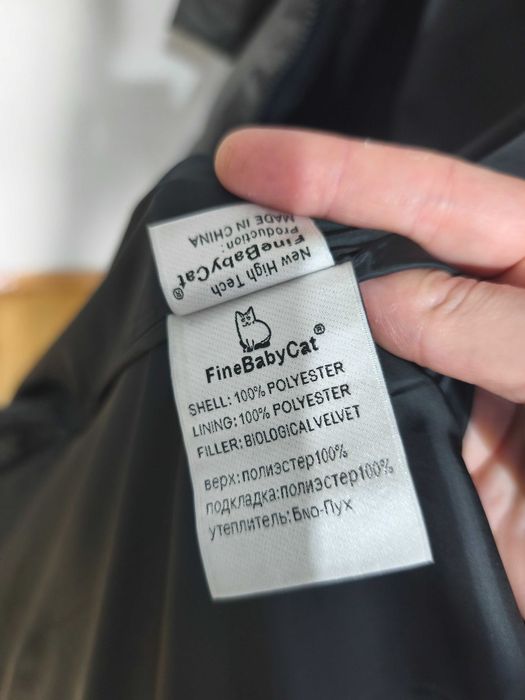 New High Tech
FineBabyCat®
Production:
MADE IN CHINA
FineBabyCat®
SHELL: 100% POLYESTER
LINING: 100% POLYESTER
FILLER: BIOLOGICAL VELVET
верх: полиэстер100%
подкладка:полиэстер100%
утеплитель: Био-Пух